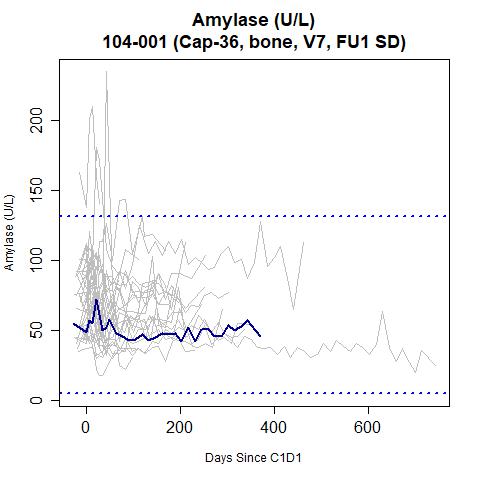 Amylase (U/L)
104-001 (Cap-36, bone, V7, FU1 SD)
Amylase (U/L)
200
150
100
50
0
0 200 400 600
Days Since C1D1